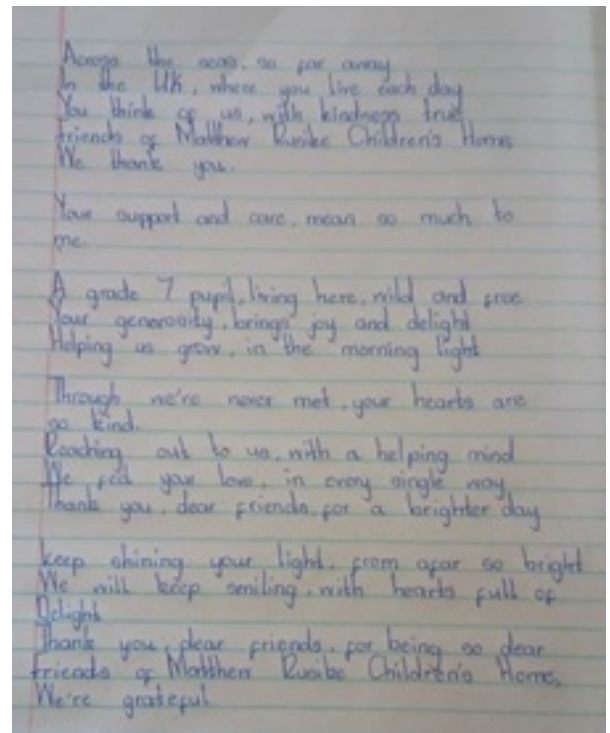 Across the seas, so far away
In the UK, where you live each day
You think of us, with kindness true
friends of Matthew Rusike Children's Home,
We thank you.
Your support and care, mean so much to
me.
A grade 7 pupil, living here, wild and free
Your generosity, brings joy and delight
Helping us grow, in the morning light
Through we're never met, your hearts are
so kind.
Reaching out to us, with a helping mind
We feel your love, in every single way
Thank you, dear friends, for a brighter day
keep shining your light, from afar so bright
We will keep smiling, with hearts full of
Delight
Thank you, dear friends, for being so dear
friends of Matthew Rusike Children's Home,
We're grateful